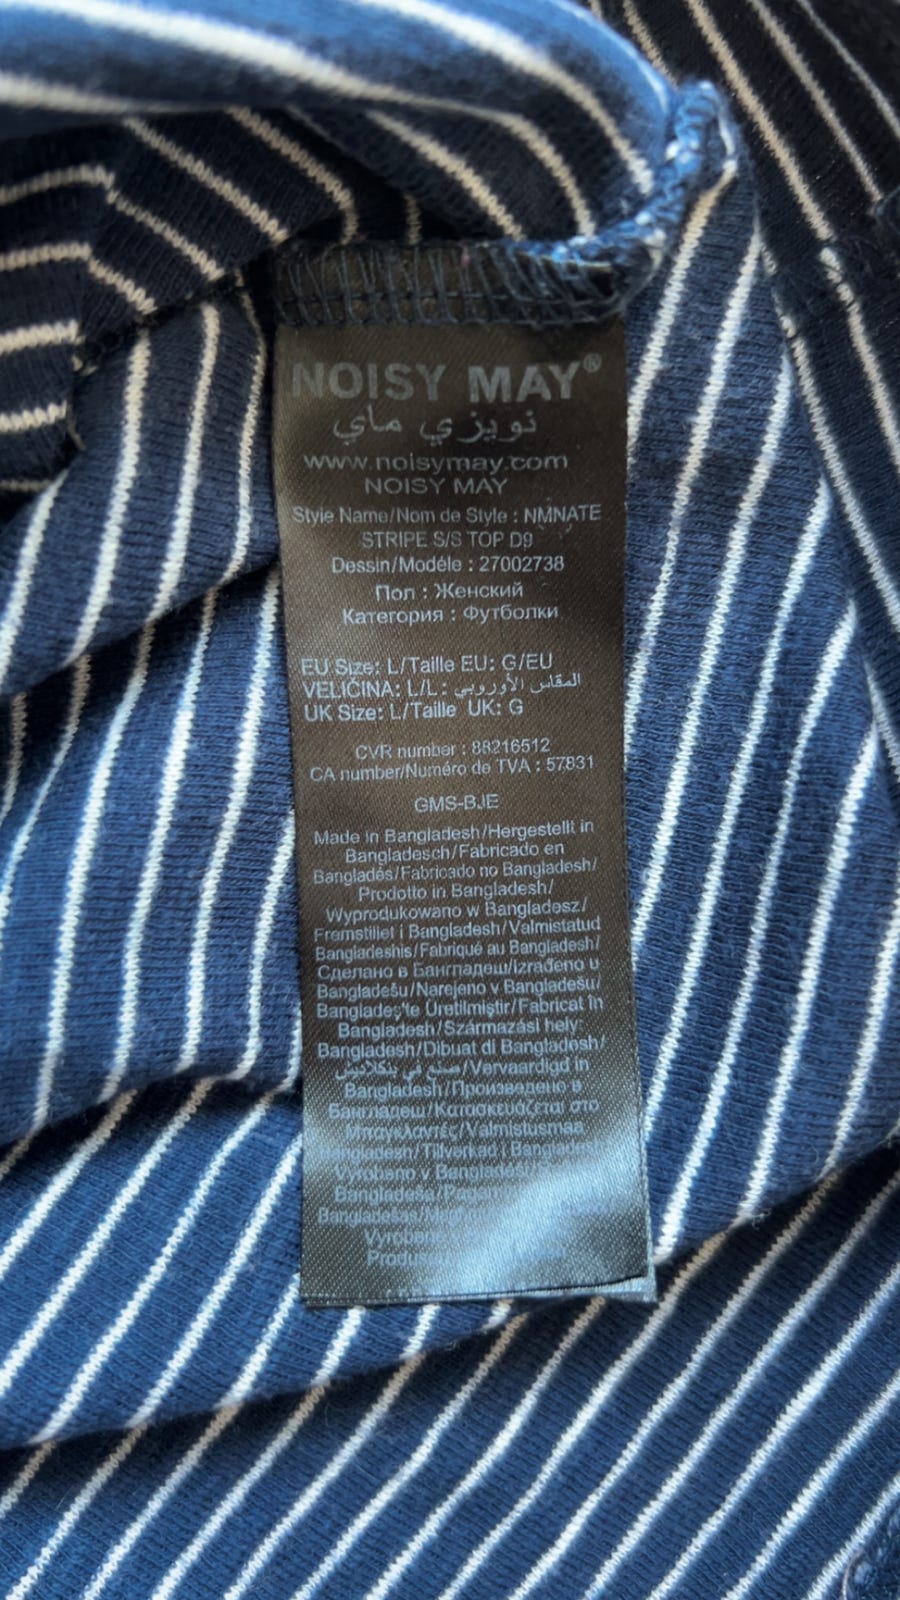 NOISY MAY®
نويزي ماي
www.noisymay.com
NOISY MAY
Style Name/Nom de Style : NMNATE
STRIPE S/S TOP D9
Dessin/Modéle : 27002738
Пол : Женский
Категория : Футболки
EU Size: L/Taille EU: G/EU
VELIČINA: L/L : المقاس الأوروبي
UK Size: L/Taille UK: G
CVR number : 88216512
CA number/Numéro de TVA : 57831
GMS-BJE
Made in Bangladesh/Hergestellt in
Bangladesch/Fabricado en
Bangladés/Fabricado no Bangladesh/
Prodotto in Bangladesh/
Wyprodukowano w Bangladesz/
Fremstillet i Bangladesh/Valmistatud
Bangladeshis/Fabriqué au Bangladesh/
Сделано в Бангладеш/Izrađeno u
Bangladešu/Narejeno v Bangladešu/
Bangladeş'te Üretilmiştir/Fabricat în
Bangladesh/Származási hely:
Bangladesh/Dibuat di Bangladesh/
صنع في بنگلاديش/Vervaardigd in
Bangladesh/Произведено в
Бангладеш/Κατασκευάζεται στο
Μπαγκλαντές/Valmistusmaa
Bangladesh/Tillverkad i
Vyrobeno v Bangladesh
Bangladeša